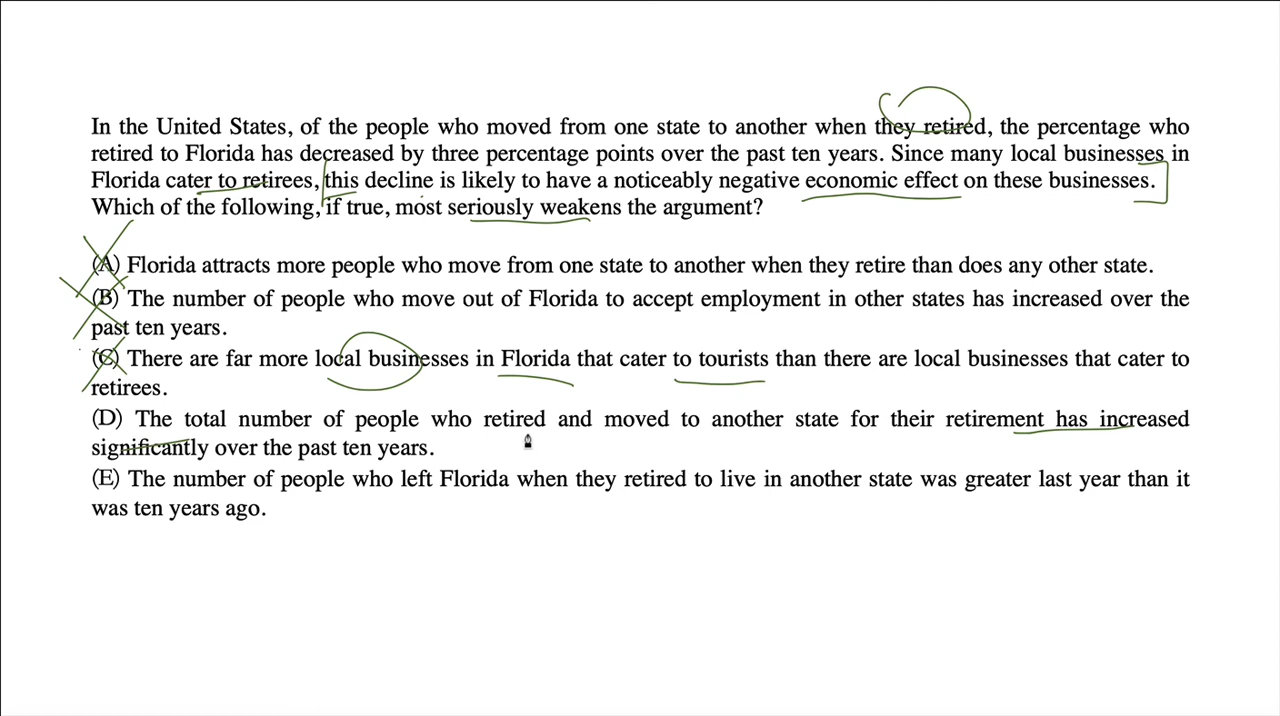 In the United States, of the people who moved from one state to another when they retired, the percentage who
retired to Florida has decreased by three percentage points over the past ten years. Since many local businesses in
Florida cater to retirees, this decline is likely to have a noticeably negative economic effect on these businesses.
Which of the following, if true, most seriously weakens the argument?
(A) Florida attracts more people who move from one state to another when they retire than does any other state.
(B) The number of people who move out of Florida to accept employment in other states has increased over the
past ten years.
(C) There are far more local businesses in Florida that cater to tourists than there are local businesses that cater to
retirees.
(D) The total number of people who retired and moved to another state for their retirement has increased
significantly over the past ten years.
(E) The number of people who left Florida when they retired to live in another state was greater last year than it
was ten years ago.